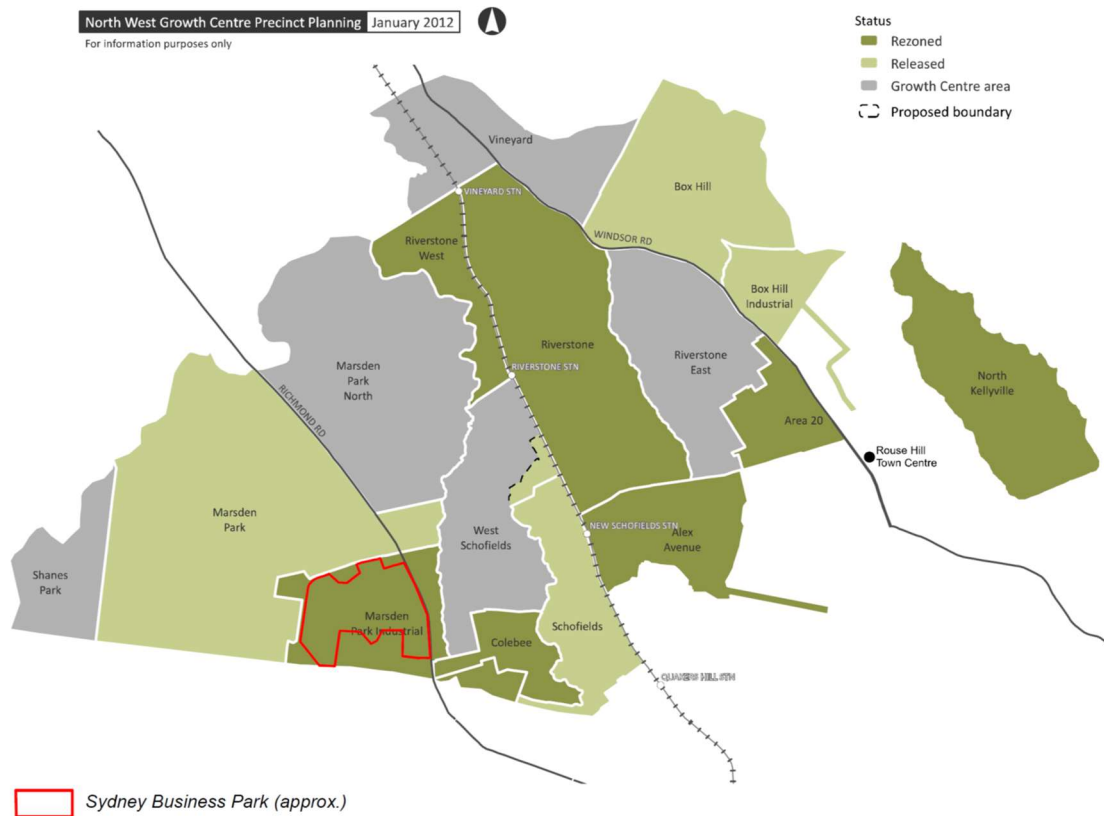 North West Growth Centre Precinct Planning January 2012
For information purposes only
Status
Rezoned
Released
Growth Centre area
Proposed boundary
Vineyard
Box Hill
VINEYARD STN
WINDSOR RD
Riverstone
West
Box Hill
Industrial
Riverstone
Riverstone
East
Marsden
Park
North
RIVERSTONE STN
North
Kellyville
RICHMOND RD
Area 20
Rouse Hill
Town Centre
Marsden
Park
West
Schofields
NEW SCHOFIELDS STN
Alex
Avenue
Shanes
Park
Marsden
Park Industrial
Colebee
Schofields
QUAKERS HILL STN
Sydney Business Park (approx.)